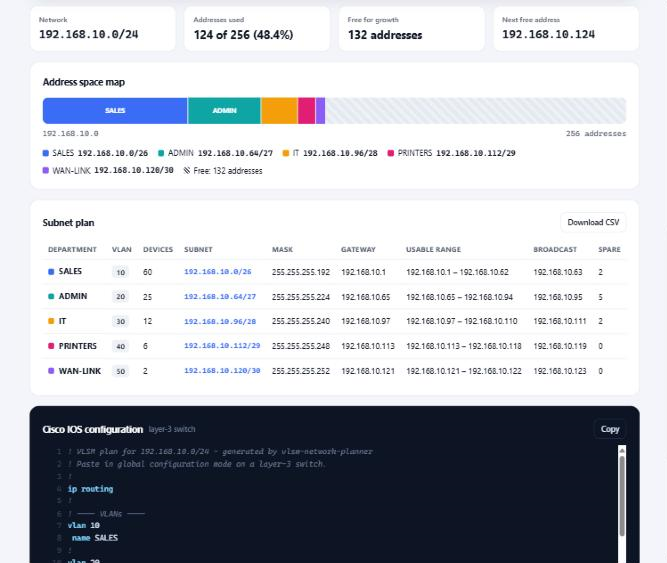 Network
192.168.10.0/24
Addresses used
124 of 256 (48.4%)
Free for growth
132 addresses
Next free address
192.168.10.124
Address space map
SALES ADMIN
192.168.10.0 256 addresses
SALES 192.168.10.0/26 ADMIN 192.168.10.64/27 IT 192.168.10.96/28 PRINTERS 192.168.10.112/29
WAN-LINK 192.168.10.120/30 Free: 132 addresses
Subnet plan Download CSV
DEPARTMENT VLAN DEVICES SUBNET MASK GATEWAY USABLE RANGE BROADCAST SPARE
SALES 10 60 192.168.10.0/26 255.255.255.192 192.168.10.1 192.168.10.1 – 192.168.10.62 192.168.10.63 2
ADMIN 20 25 192.168.10.64/27 255.255.255.224 192.168.10.65 192.168.10.65 – 192.168.10.94 192.168.10.95 5
IT 30 12 192.168.10.96/28 255.255.255.240 192.168.10.97 192.168.10.97 – 192.168.10.110 192.168.10.111 2
PRINTERS 40 6 192.168.10.112/29 255.255.255.248 192.168.10.113 192.168.10.113 – 192.168.10.118 192.168.10.119 0
WAN-LINK 50 2 192.168.10.120/30 255.255.255.252 192.168.10.121 192.168.10.121 – 192.168.10.122 192.168.10.123 0
Cisco IOS configuration layer-3 switch Copy
1 ! VLSM plan for 192.168.10.0/24 - generated by vlsm-network-planner
2 ! Paste in global configuration mode on a layer-3 switch.
3 !
4 ip routing
5 !
6 ! ──── VLANs ────
7 vlan 10
8 name SALES
9 !
10 vlan 20